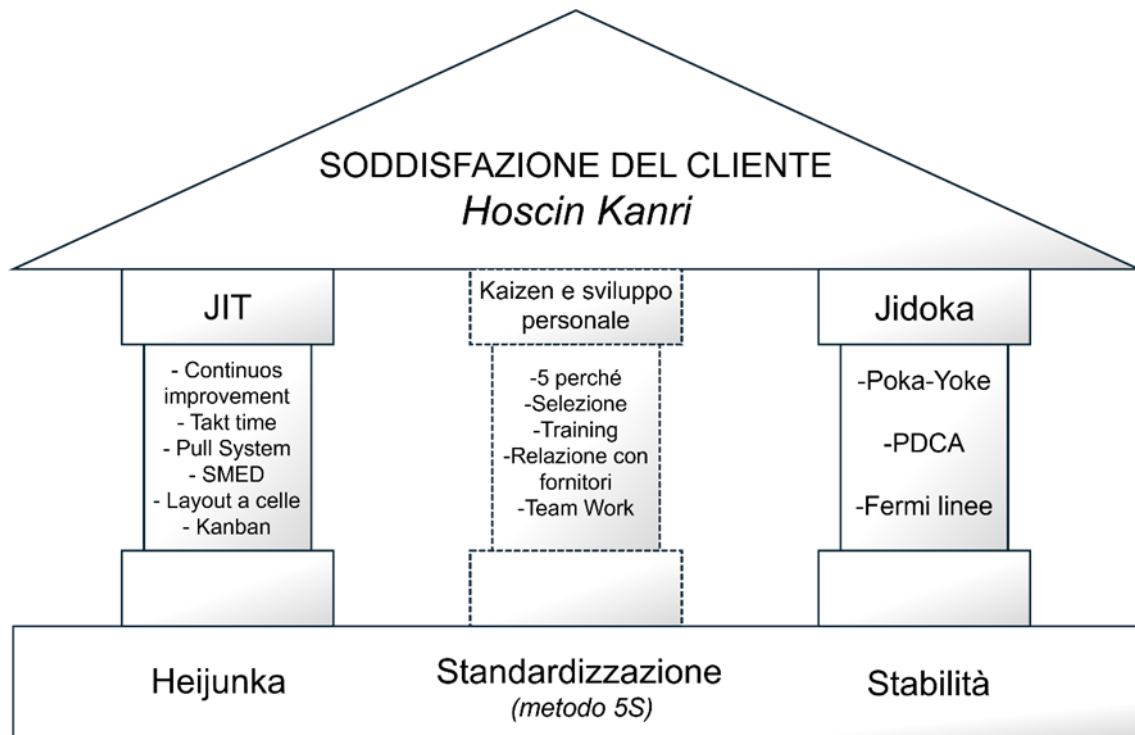 SODDISFAZIONE DEL CLIENTE
Hoscin Kanri
JIT
- Continuos
improvement
- Takt time
- Pull System
- SMED
- Layout a celle
- Kanban
Kaizen e sviluppo
personale
-5 perché
-Selezione
-Training
-Relazione con
fornitori
-Team Work
Jidoka
-Poka-Yoke
-PDCA
-Fermi linee
Heijunka
Standardizzazione
(metodo 5S)
Stabilità